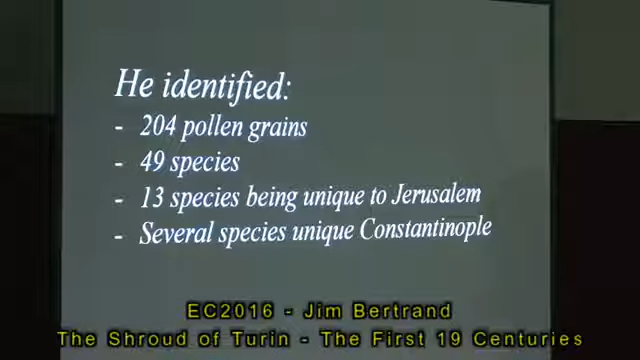 He identified:
- 204 pollen grains
- 49 species
- 13 species being unique to Jerusalem
- Several species unique Constantinople
EC2016 - Jim Bertrand
The Shroud of Turin - The First 19 Centuries